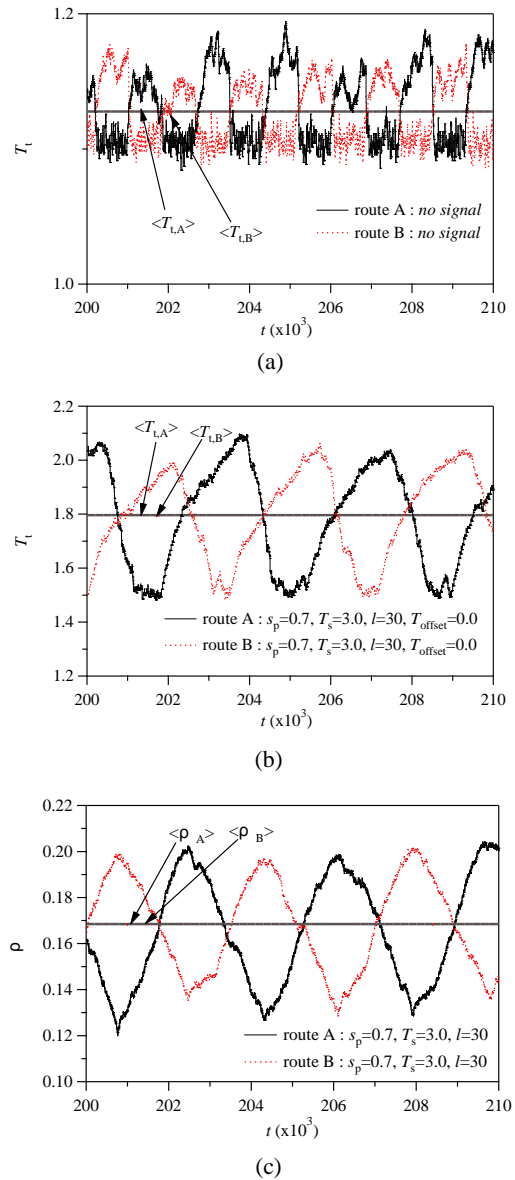 1.2
T_t
<T_t,A>
<T_t,B>
route A : no signal
route B : no signal
1.0
200 202 204 206 208 210
t (x10^3)
(a)
2.2
<T_t,A> <T_t,B>
2.0
1.8
T_t
1.6
route A : s_p=0.7, T_s=3.0, l=30, T_offset=0.0
1.4
route B : s_p=0.7, T_s=3.0, l=30, T_offset=0.0
1.2
200 202 204 206 208 210
t (x10^3)
(b)
0.22
<ρ_A> <ρ_B>
0.20
0.18
ρ
0.16
0.14
0.12
route A : s_p=0.7, T_s=3.0, l=30
route B : s_p=0.7, T_s=3.0, l=30
0.10
200 202 204 206 208 210
t (x10^3)
(c)